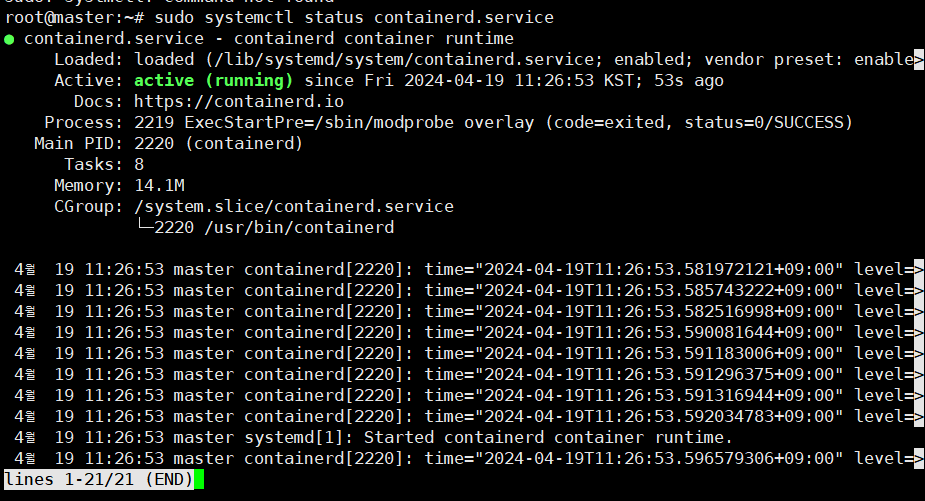 sudo: systmctl: command not found
root@master:~# sudo systemctl status containerd.service
● containerd.service - containerd container runtime
Loaded: loaded (/lib/systemd/system/containerd.service; enabled; vendor preset: enable>
Active: active (running) since Fri 2024-04-19 11:26:53 KST; 53s ago
Docs: https://containerd.io
Process: 2219 ExecStartPre=/sbin/modprobe overlay (code=exited, status=0/SUCCESS)
Main PID: 2220 (containerd)
Tasks: 8
Memory: 14.1M
CGroup: /system.slice/containerd.service
└─2220 /usr/bin/containerd
4월 19 11:26:53 master containerd[2220]: time="2024-04-19T11:26:53.581972121+09:00" level=>
4월 19 11:26:53 master containerd[2220]: time="2024-04-19T11:26:53.585743222+09:00" level=>
4월 19 11:26:53 master containerd[2220]: time="2024-04-19T11:26:53.582516998+09:00" level=>
4월 19 11:26:53 master containerd[2220]: time="2024-04-19T11:26:53.590081644+09:00" level=>
4월 19 11:26:53 master containerd[2220]: time="2024-04-19T11:26:53.591183006+09:00" level=>
4월 19 11:26:53 master containerd[2220]: time="2024-04-19T11:26:53.591296375+09:00" level=>
4월 19 11:26:53 master containerd[2220]: time="2024-04-19T11:26:53.591316944+09:00" level=>
4월 19 11:26:53 master containerd[2220]: time="2024-04-19T11:26:53.592034783+09:00" level=>
4월 19 11:26:53 master systemd[1]: Started containerd container runtime.
4월 19 11:26:53 master containerd[2220]: time="2024-04-19T11:26:53.596579306+09:00" level=>
lines 1-21/21 (END)